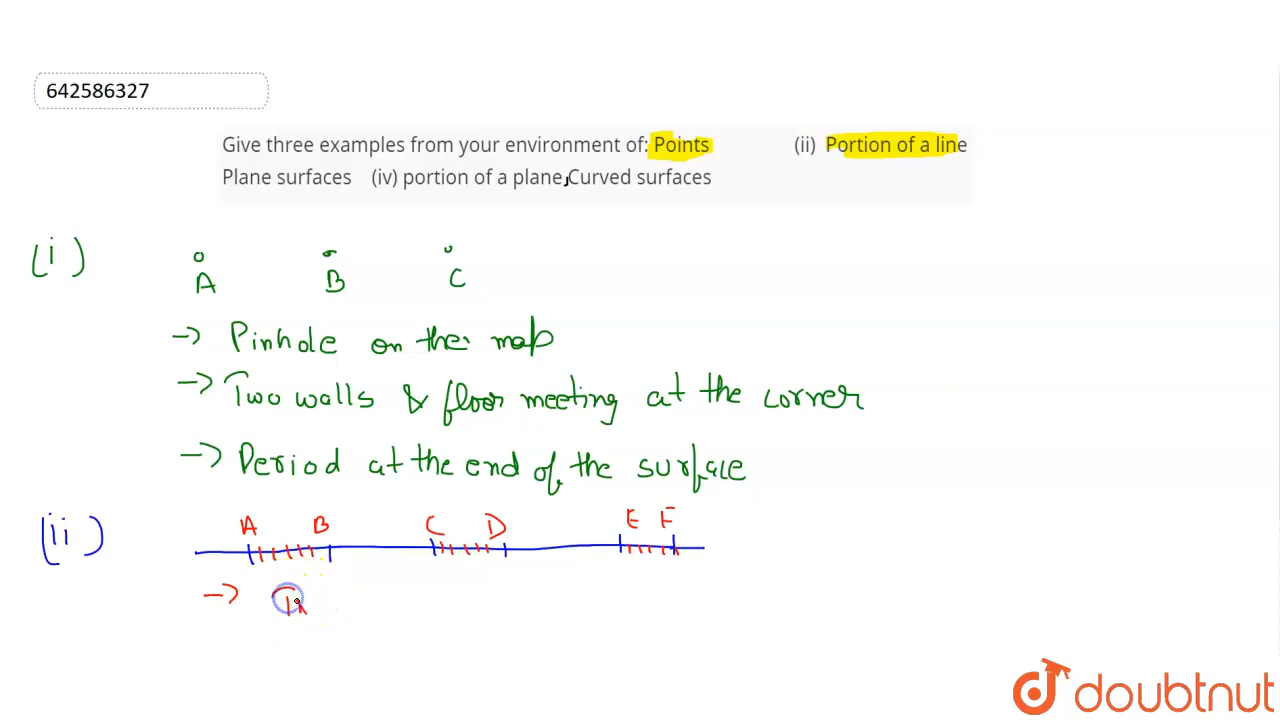 642586327
Give three examples from your environment of: Points (ii) Portion of a line
Plane surfaces (iv) portion of a plane, Curved surfaces
(i)
A B C
-> Pinhole on the map
-> Two walls & floor meeting at the corner
-> Period at the end of the surface
(ii)
A B C D E F
->
doubtnut